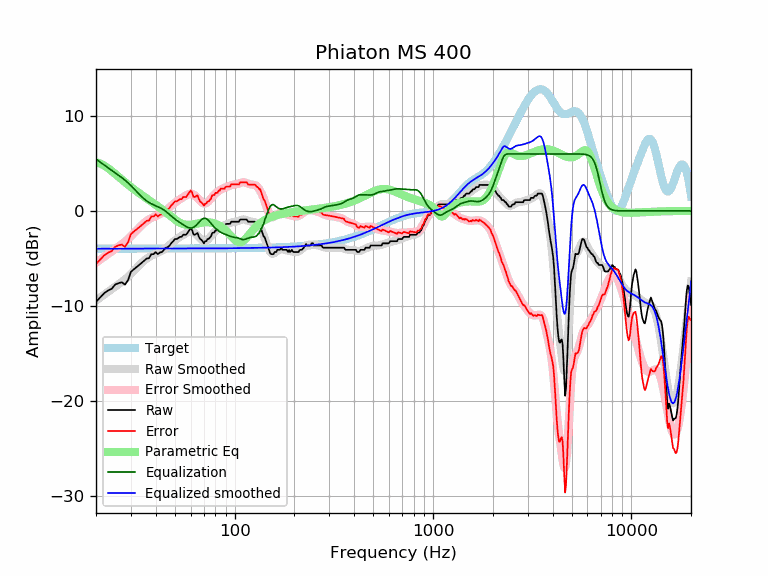 Phiaton MS 400
Amplitude (dBr)
10
0
−10
−20
−30
Target
Raw Smoothed
Error Smoothed
Raw
Error
Parametric Eq
Equalization
Equalized smoothed
100
1000
10000
Frequency (Hz)